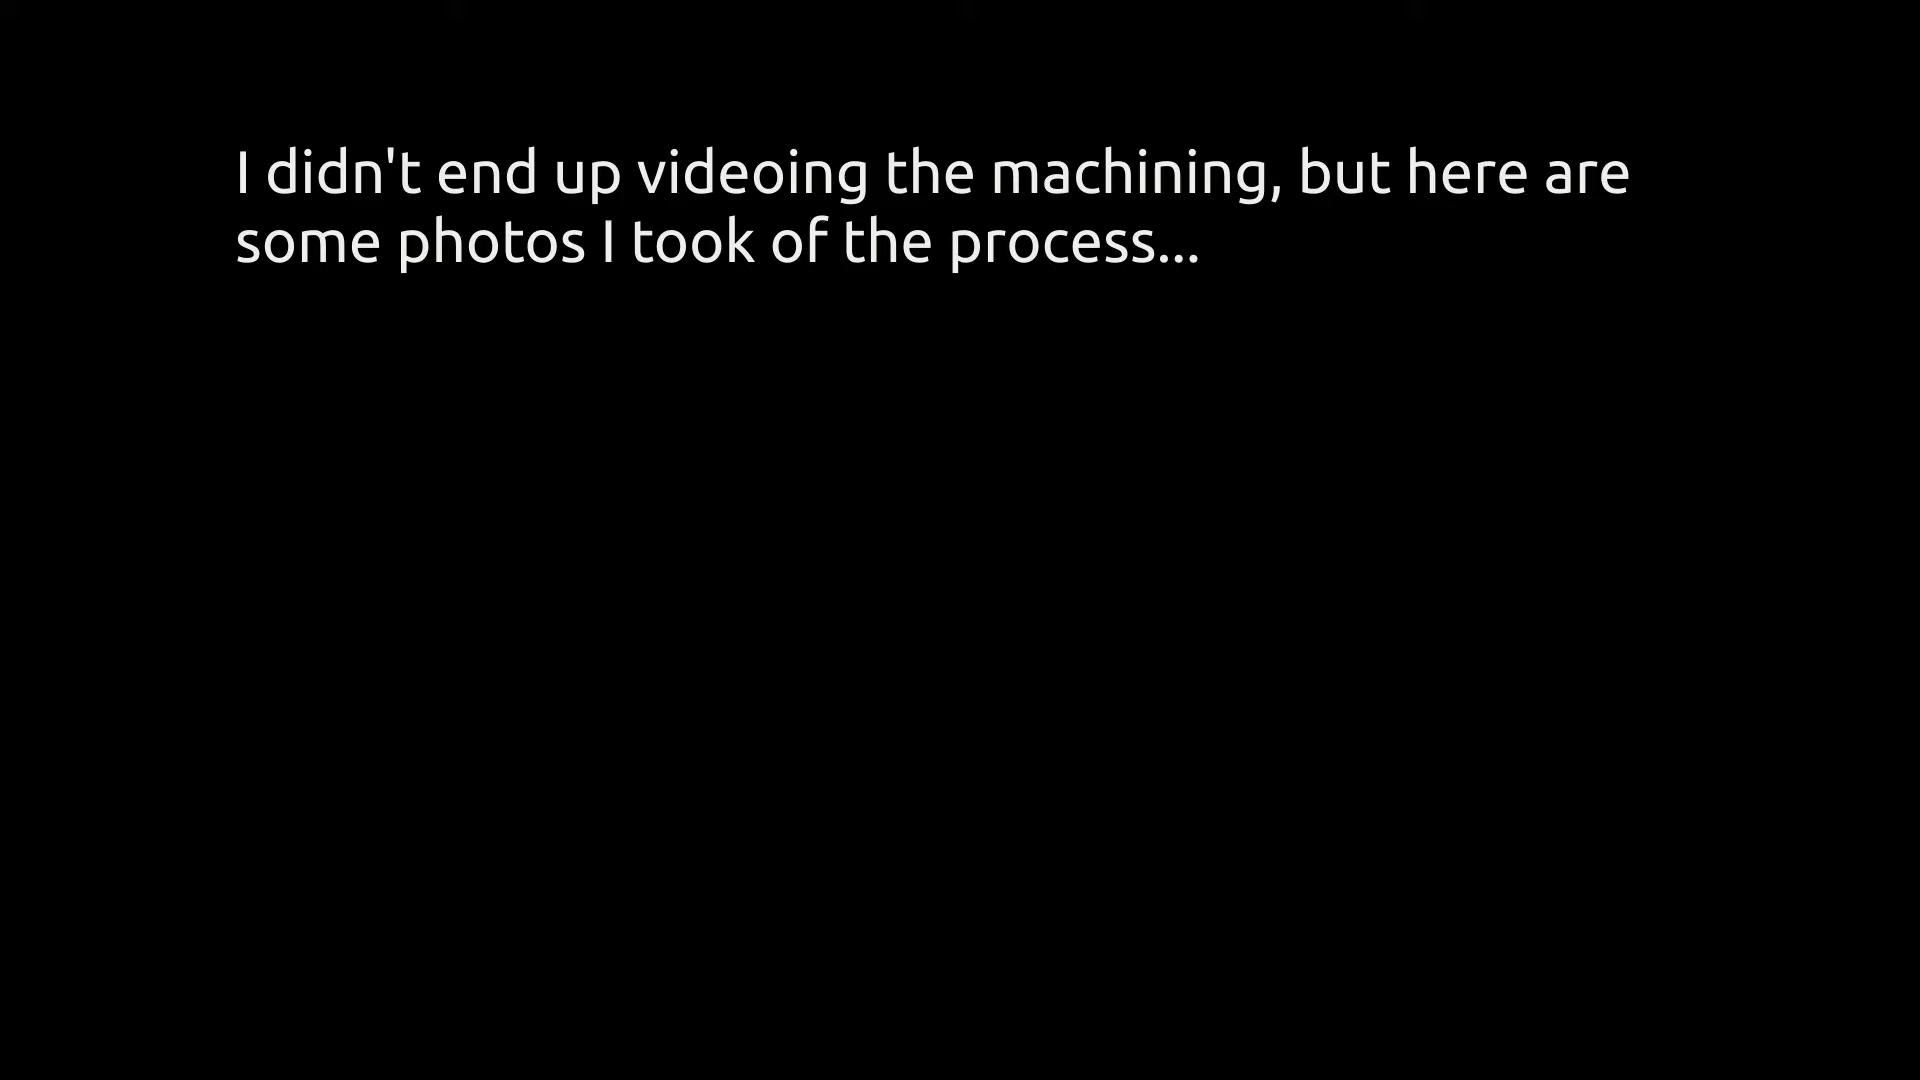 I didn't end up videoing the machining, but here are
some photos I took of the process...